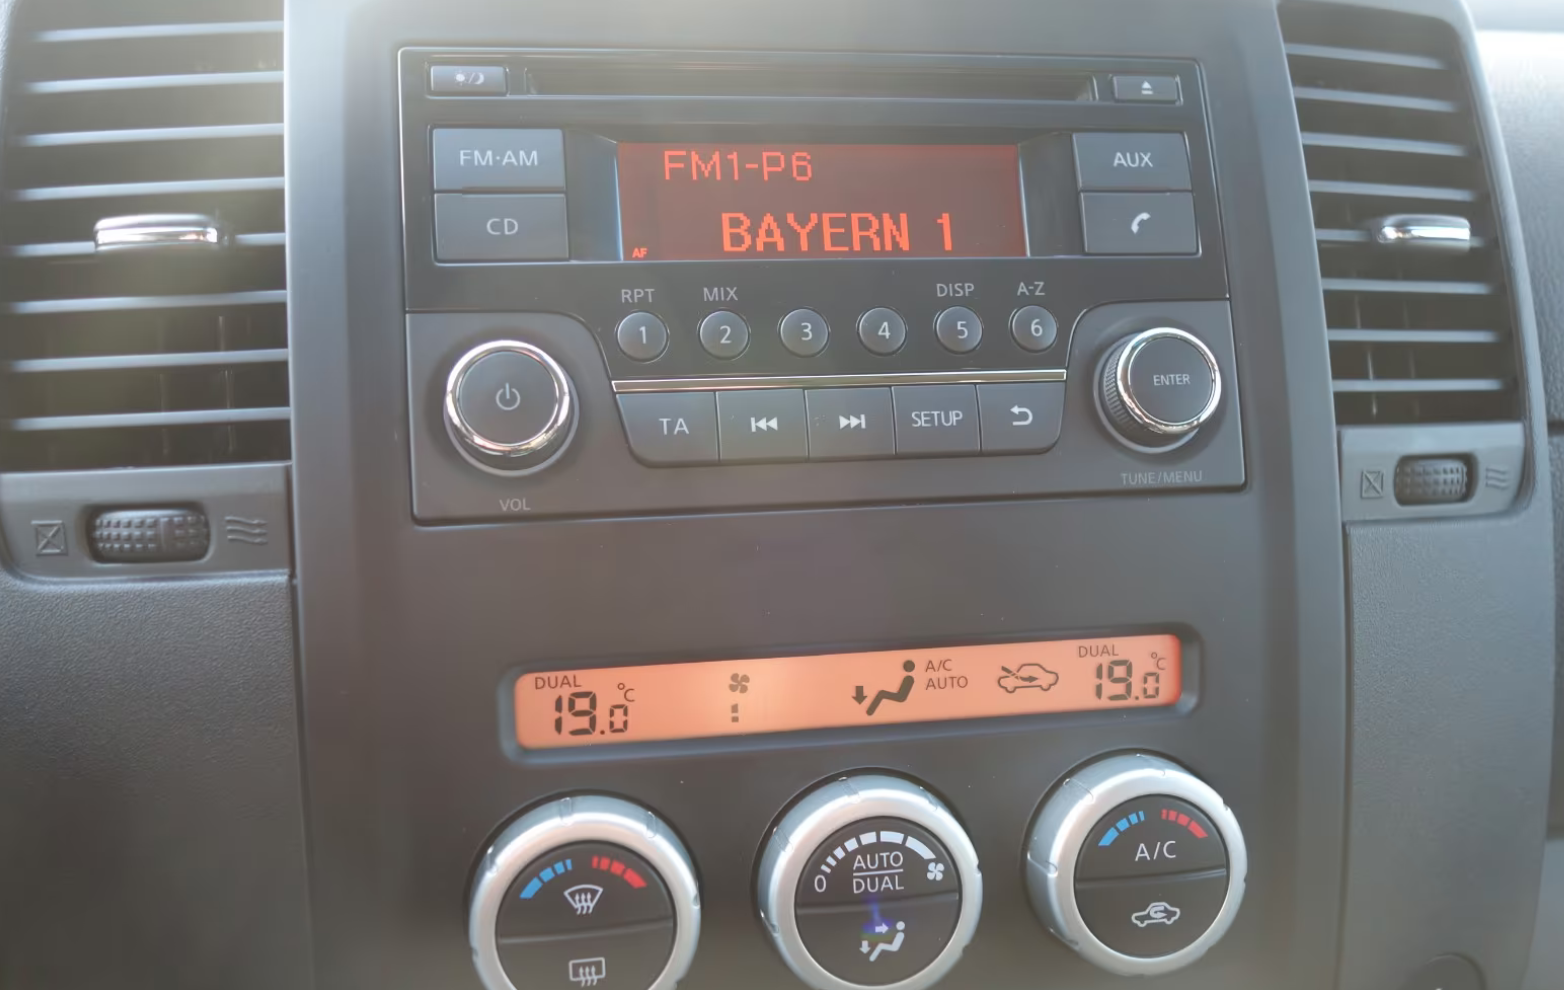 FM·AM
FM1-P6
AUX
CD
AF
BAYERN 1
RPT
MIX
DISP
A-Z
1
2
3
4
5
6
ENTER
TA
SETUP
VOL
TUNE/MENU
DUAL
19.0 °C
A/C
AUTO
DUAL
19.0 °C
0
AUTO
DUAL
A/C